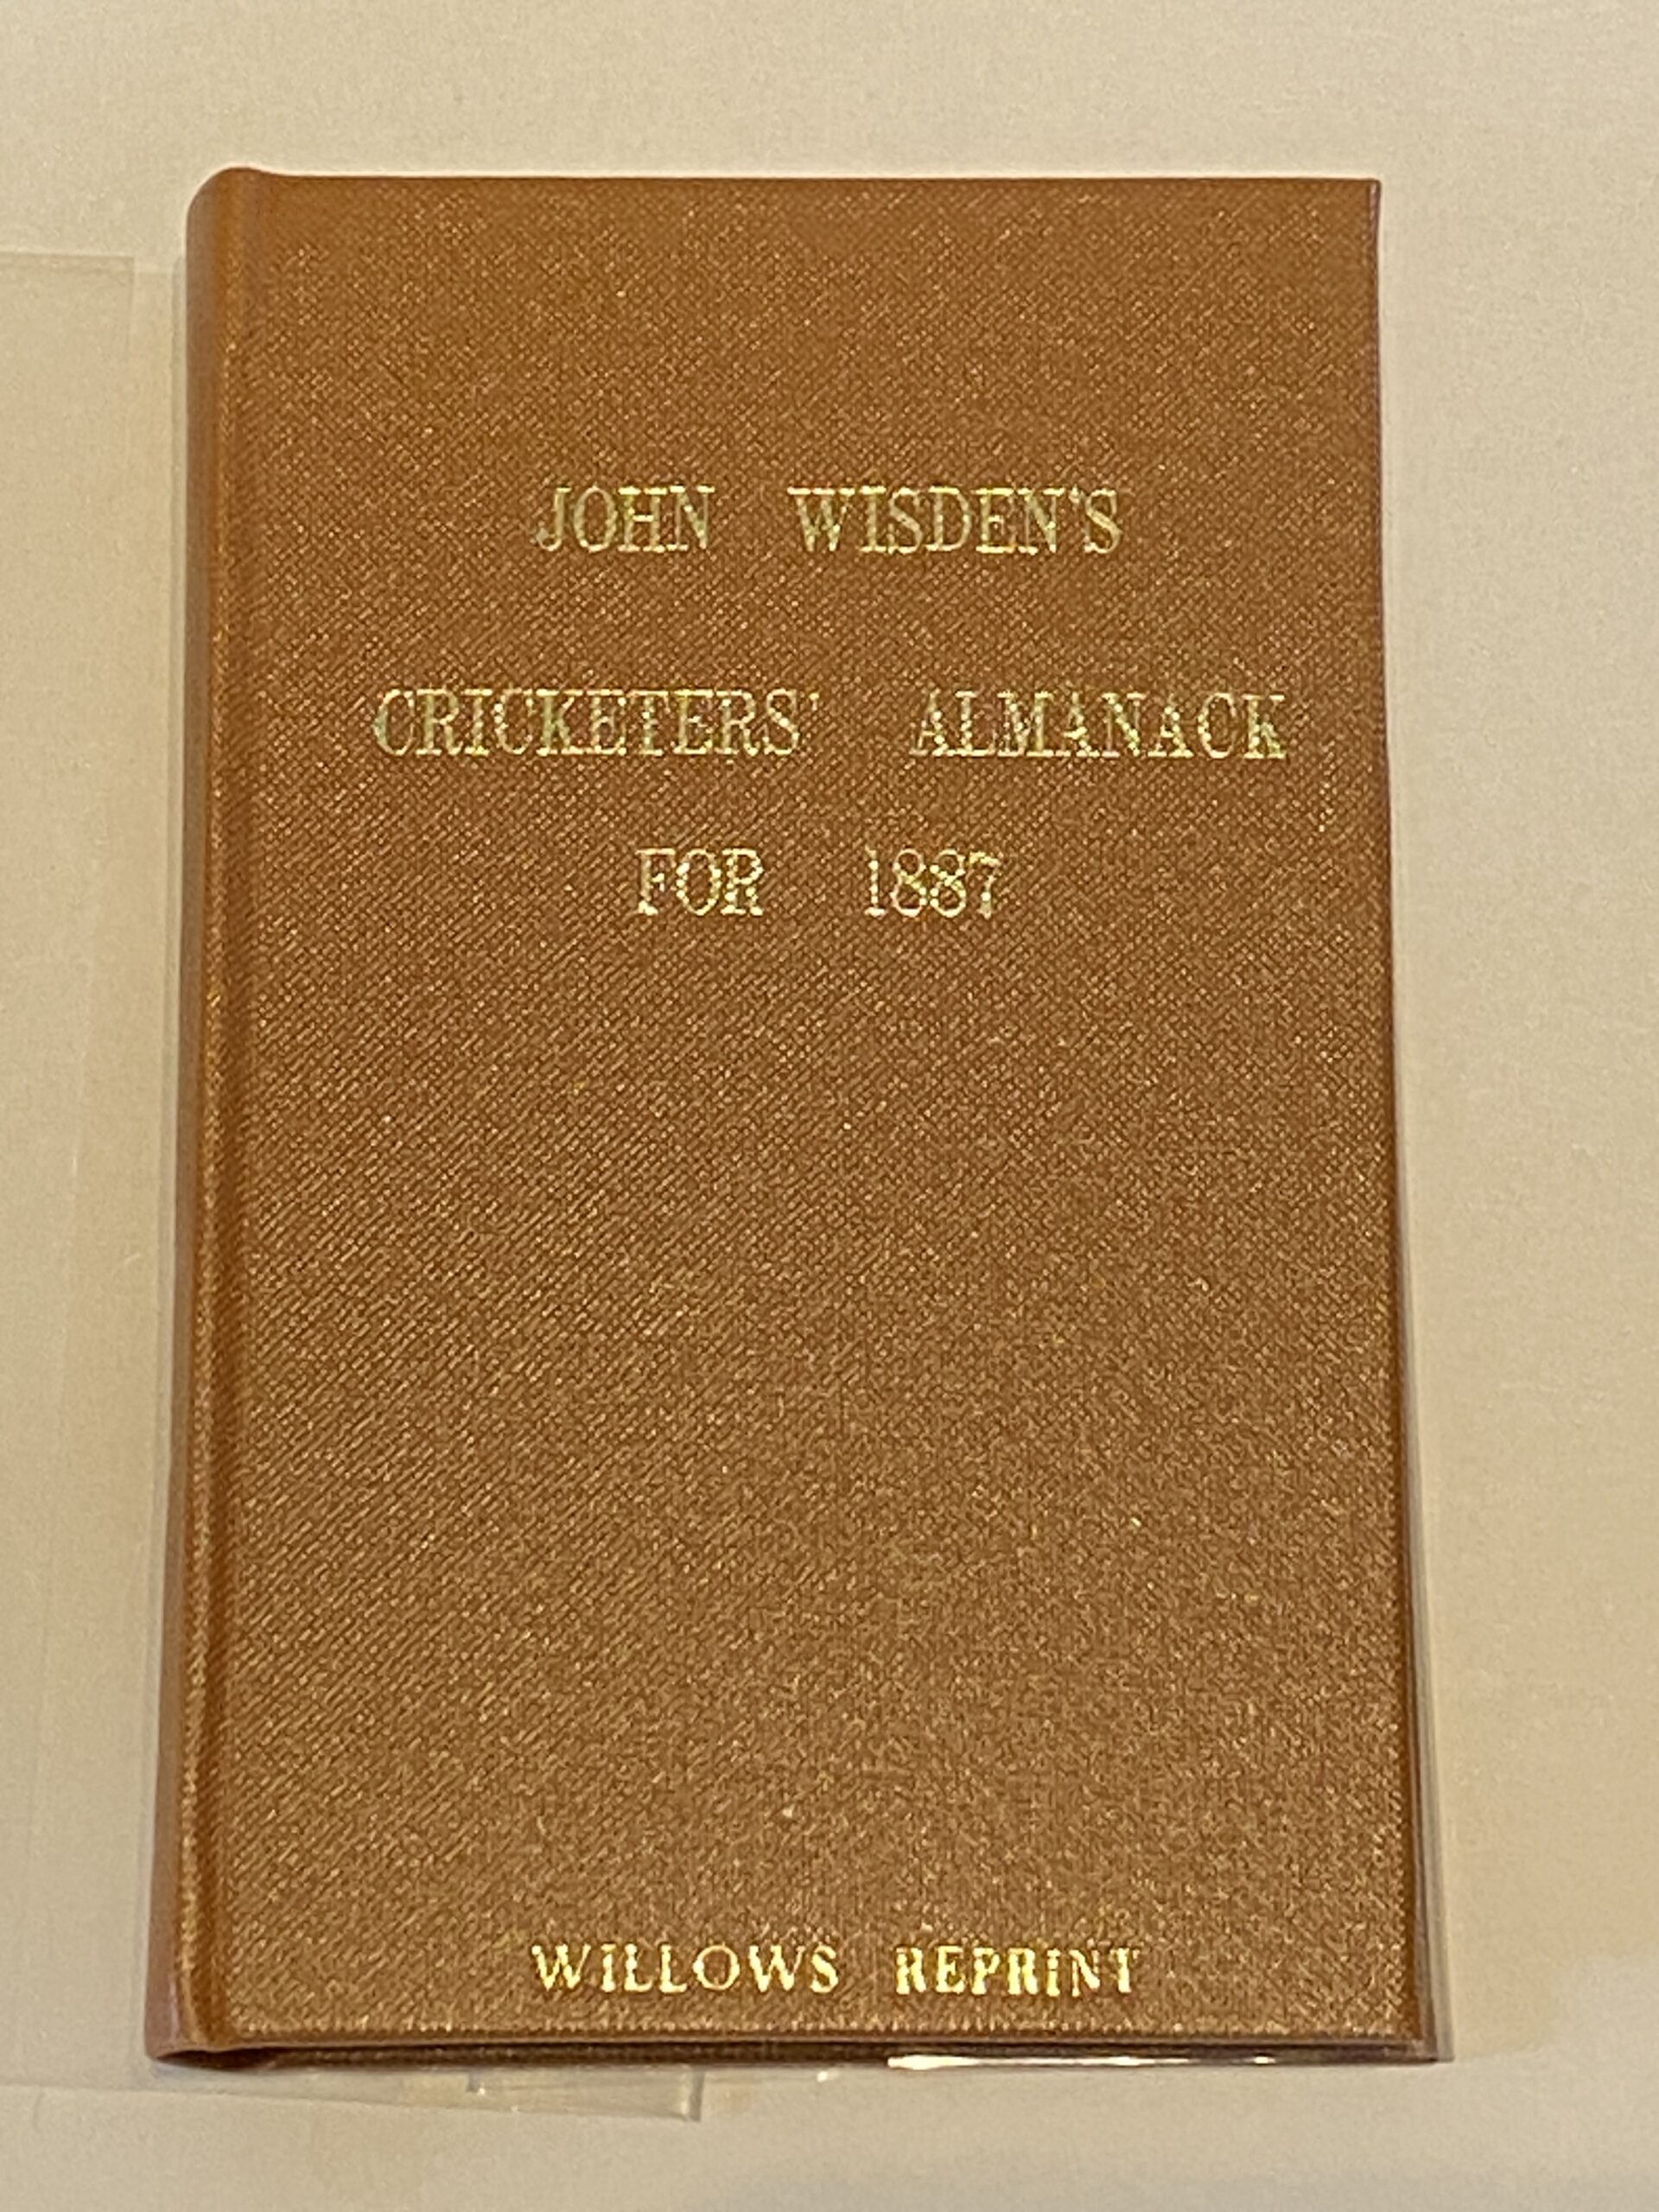 JOHN WISDEN'S
CRICKETERS' ALMANACK
FOR 1887
WILLOWS REPRINT